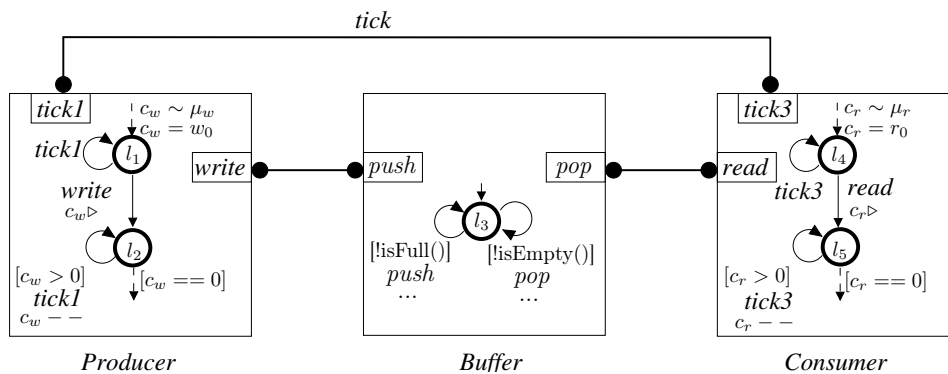 tick
tick1
c_w ∼ μ_w
c_w = w_0
tick1
l_1
write
write
c_w ▷
l_2
[c_w > 0]
[c_w == 0]
tick1
c_w − −
Producer
push
pop
l_3
[!isFull()]
[!isEmpty()]
push
pop
...
...
Buffer
tick3
c_r ∼ μ_r
c_r = r_0
l_4
read
tick3
read
c_r ▷
l_5
[c_r > 0]
[c_r == 0]
tick3
c_r − −
Consumer